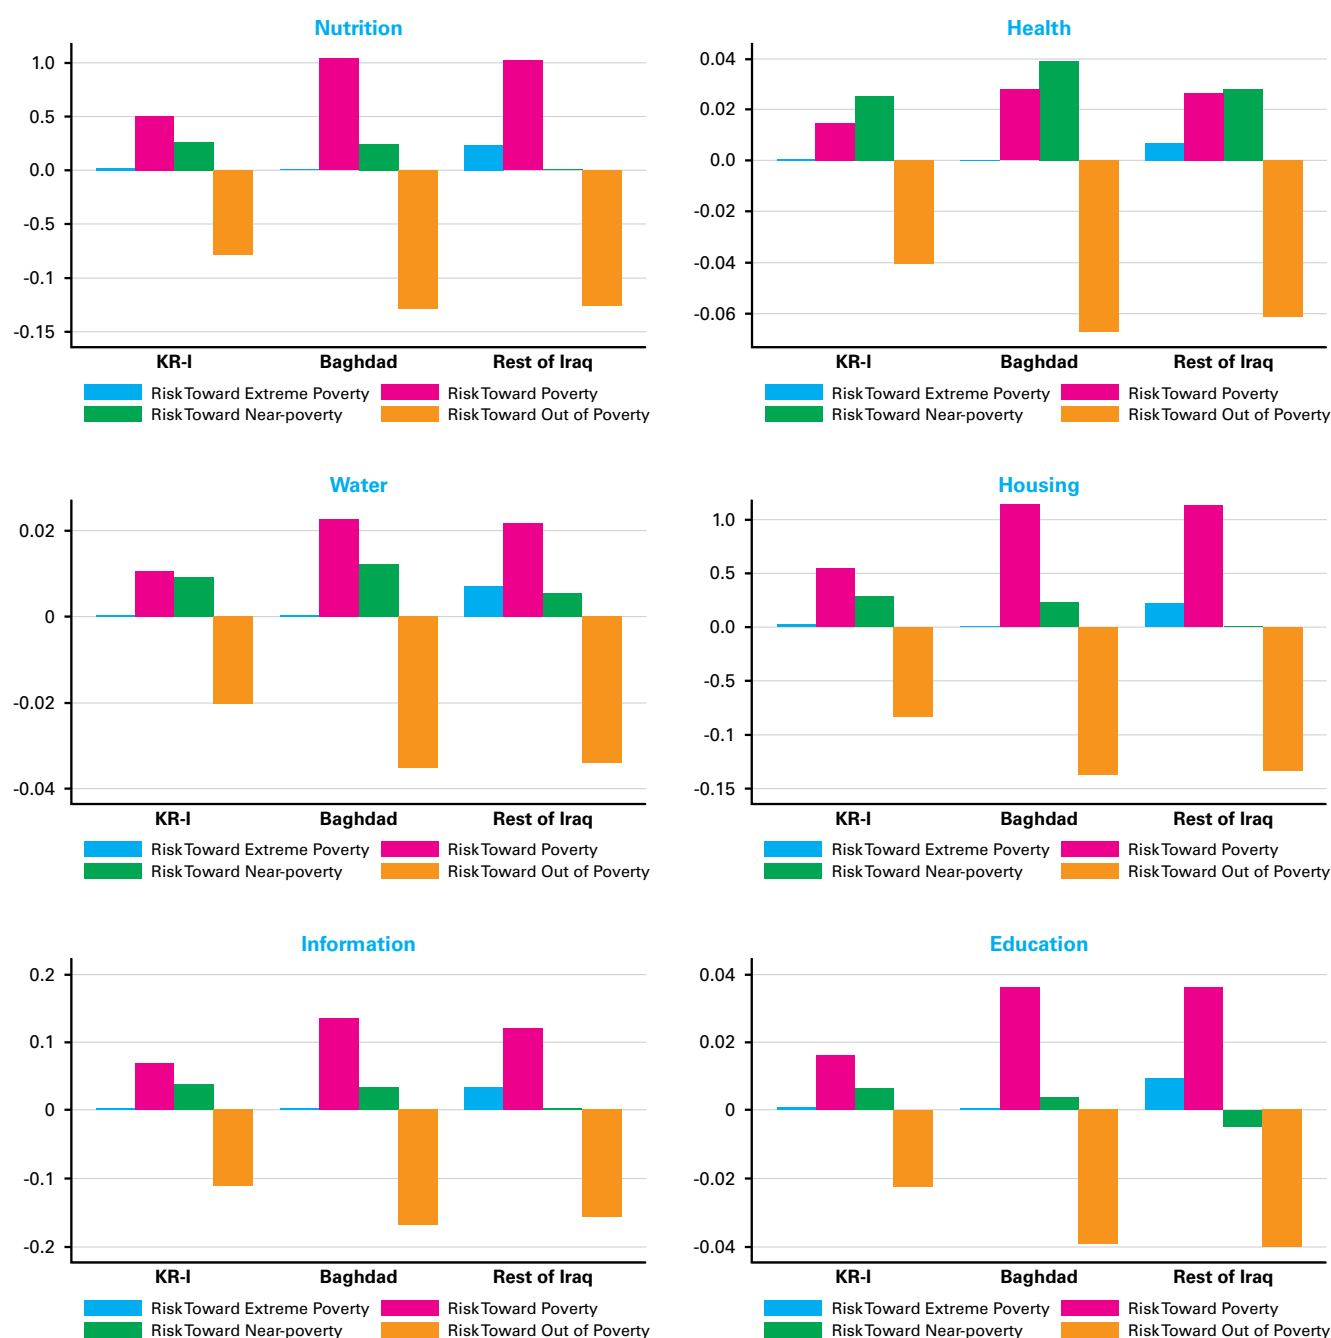 Nutrition
1.0
0.5
0.0
-0.5
-0.1
-0.15
KR-I Baghdad Rest of Iraq
Risk Toward Extreme Poverty Risk Toward Poverty
Risk Toward Near-poverty Risk Toward Out of Poverty
Health
0.04
0.02
0.0
-0.02
-0.04
-0.06
KR-I Baghdad Rest of Iraq
Risk Toward Extreme Poverty Risk Toward Poverty
Risk Toward Near-poverty Risk Toward Out of Poverty
Water
0.02
0
-0.02
-0.04
KR-I Baghdad Rest of Iraq
Risk Toward Extreme Poverty Risk Toward Poverty
Risk Toward Near-poverty Risk Toward Out of Poverty
Housing
1.0
0.5
0.0
-0.5
-0.1
-0.15
KR-I Baghdad Rest of Iraq
Risk Toward Extreme Poverty Risk Toward Poverty
Risk Toward Near-poverty Risk Toward Out of Poverty
Information
0.2
0.1
0
-0.1
-0.2
KR-I Baghdad Rest of Iraq
Risk Toward Extreme Poverty Risk Toward Poverty
Risk Toward Near-poverty Risk Toward Out of Poverty
Education
0.04
0.02
0
-0.02
-0.04
KR-I Baghdad Rest of Iraq
Risk Toward Extreme Poverty Risk Toward Poverty
Risk Toward Near-poverty Risk Toward Out of Poverty